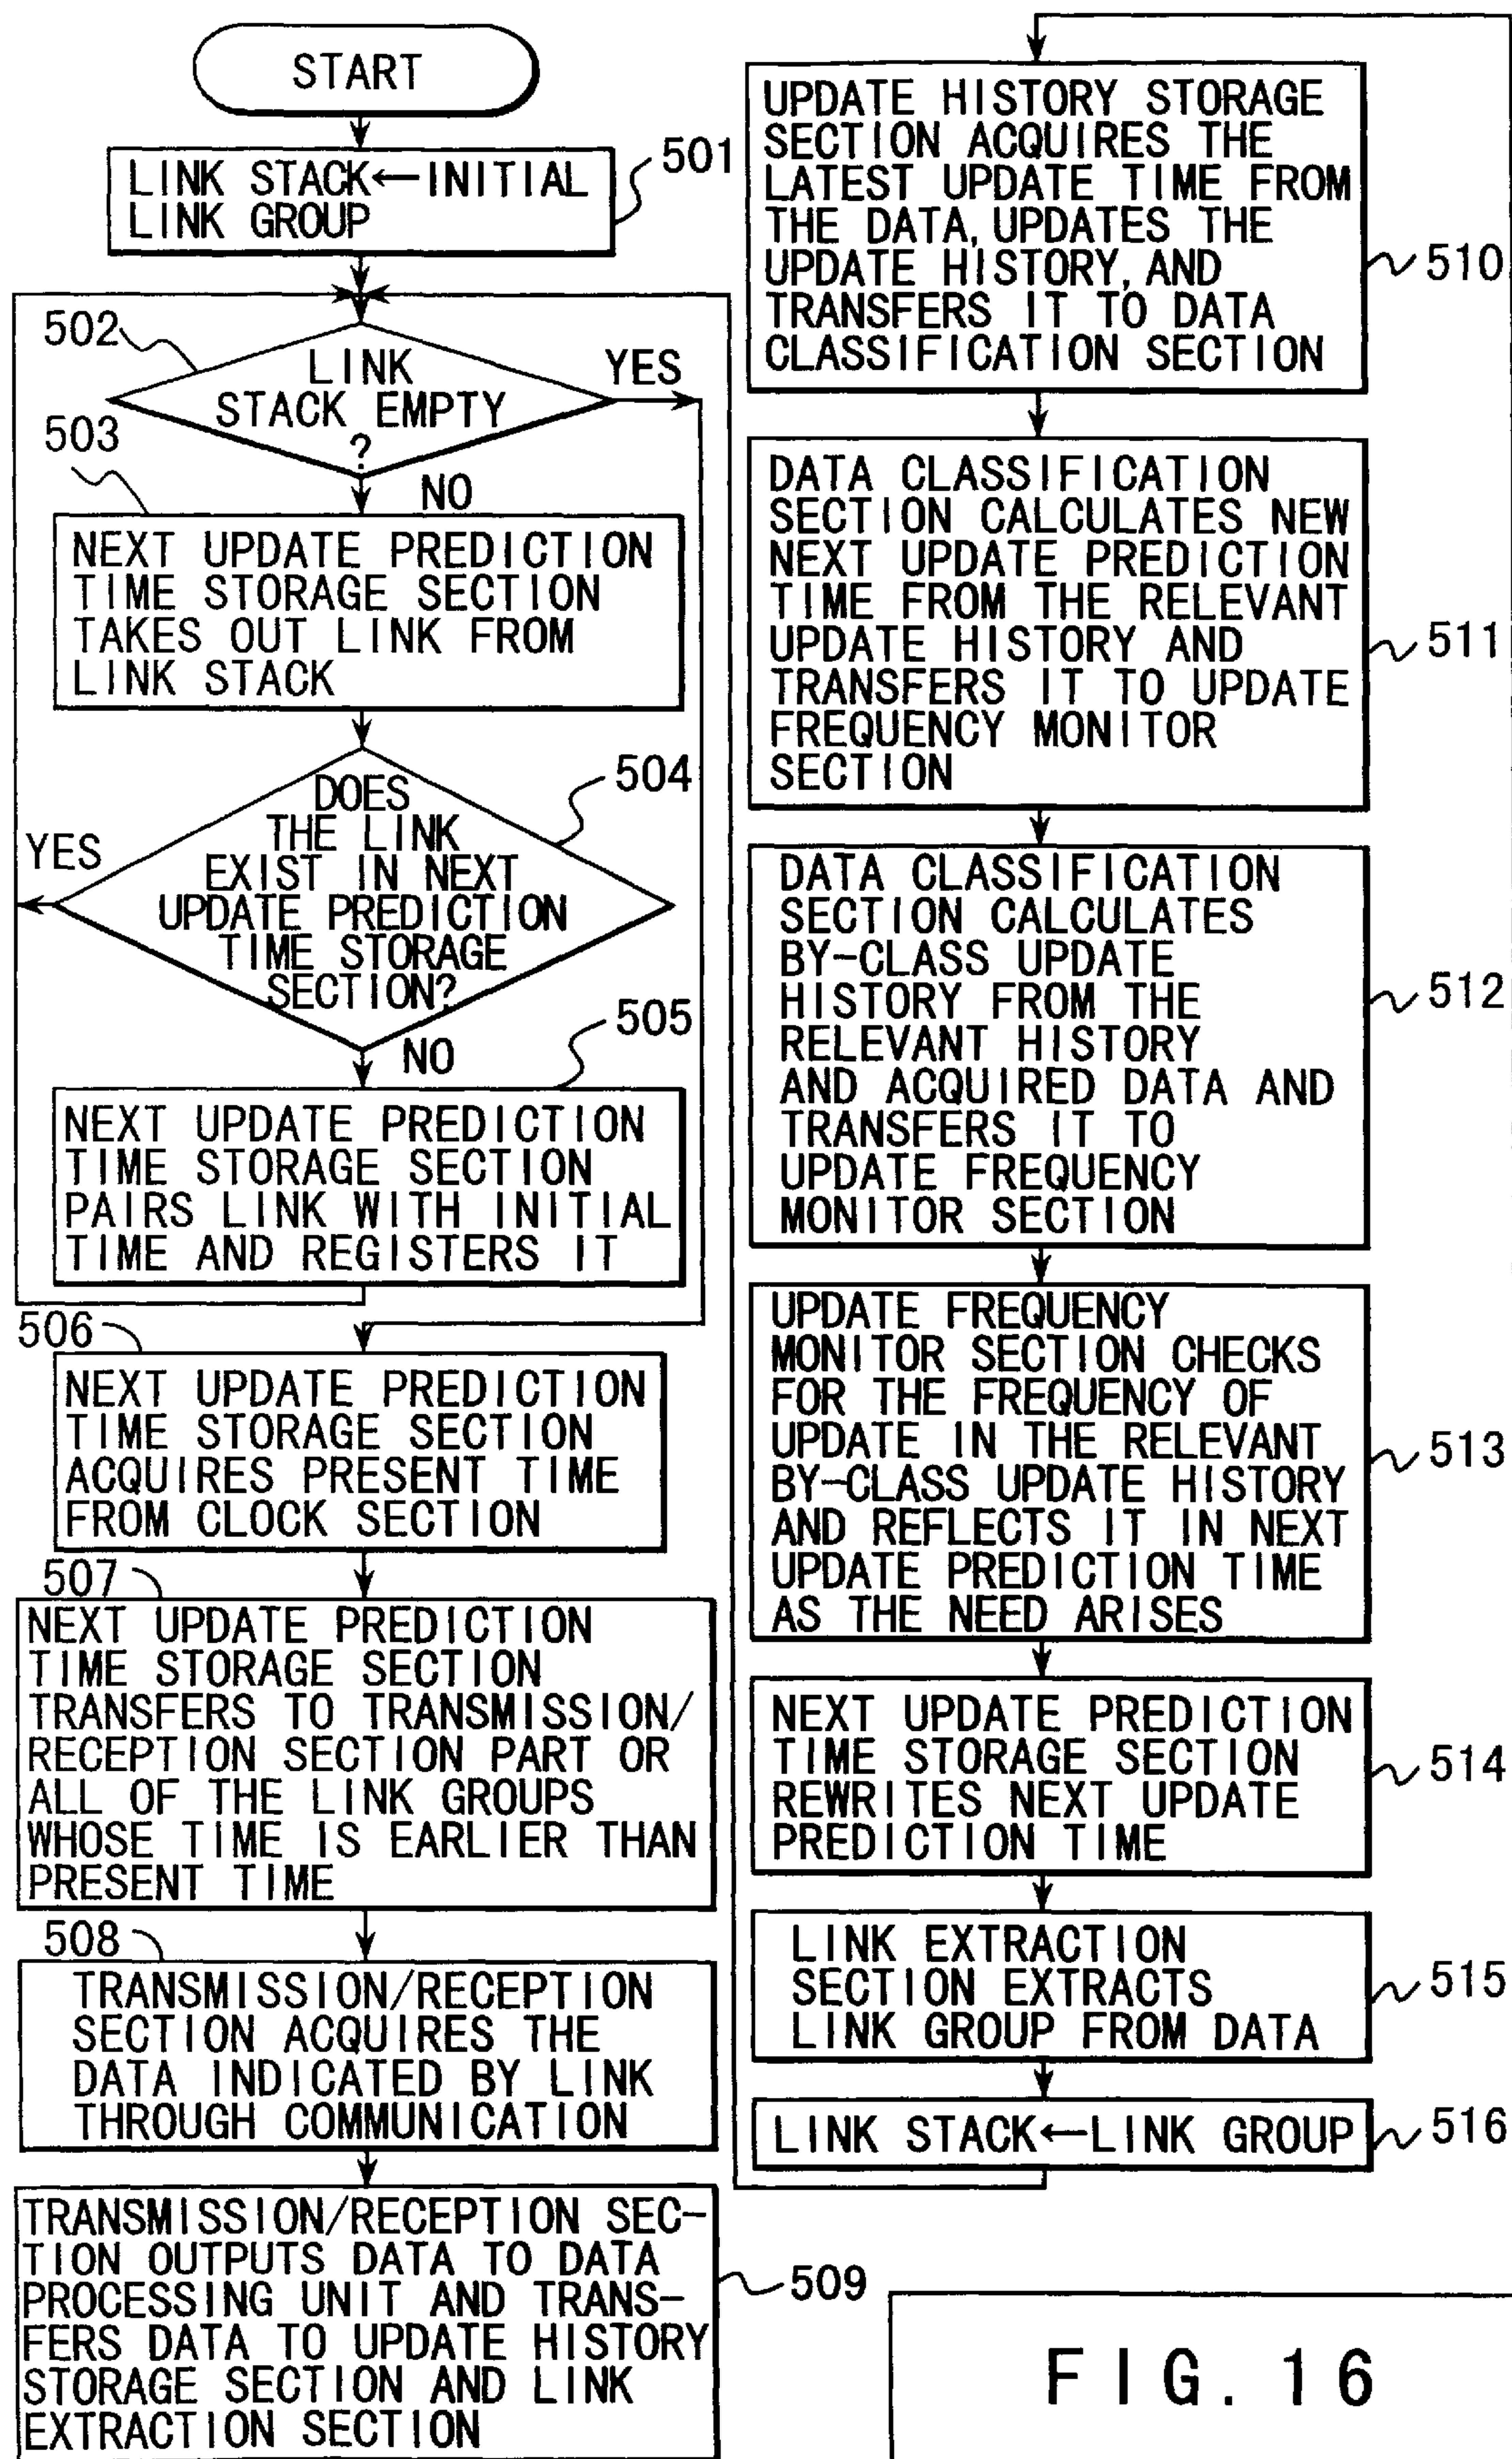 START
LINK STACK←INITIAL
LINK GROUP
501
502
LINK
STACK EMPTY
?
YES
NO
503
NEXT UPDATE PREDICTION
TIME STORAGE SECTION
TAKES OUT LINK FROM
LINK STACK
504
DOES
THE LINK
EXIST IN NEXT
UPDATE PREDICTION
TIME STORAGE
SECTION?
YES
NO
505
NEXT UPDATE PREDICTION
TIME STORAGE SECTION
PAIRS LINK WITH INITIAL
TIME AND REGISTERS IT
506
NEXT UPDATE PREDICTION
TIME STORAGE SECTION
ACQUIRES PRESENT TIME
FROM CLOCK SECTION
507
NEXT UPDATE PREDICTION
TIME STORAGE SECTION
TRANSFERS TO TRANSMISSION/
RECEPTION SECTION PART OR
ALL OF THE LINK GROUPS
WHOSE TIME IS EARLIER THAN
PRESENT TIME
508
TRANSMISSION/RECEPTION
SECTION ACQUIRES THE
DATA INDICATED BY LINK
THROUGH COMMUNICATION
TRANSMISSION/RECEPTION SEC-
TION OUTPUTS DATA TO DATA
PROCESSING UNIT AND TRANS-
FERS DATA TO UPDATE HISTORY
STORAGE SECTION AND LINK
EXTRACTION SECTION
509
UPDATE HISTORY STORAGE
SECTION ACQUIRES THE
LATEST UPDATE TIME FROM
THE DATA, UPDATES THE
UPDATE HISTORY, AND
TRANSFERS IT TO DATA
CLASSIFICATION SECTION
510
DATA CLASSIFICATION
SECTION CALCULATES NEW
NEXT UPDATE PREDICTION
TIME FROM THE RELEVANT
UPDATE HISTORY AND
TRANSFERS IT TO UPDATE
FREQUENCY MONITOR
SECTION
511
DATA CLASSIFICATION
SECTION CALCULATES
BY-CLASS UPDATE
HISTORY FROM THE
RELEVANT HISTORY
AND ACQUIRED DATA AND
TRANSFERS IT TO
UPDATE FREQUENCY
MONITOR SECTION
512
UPDATE FREQUENCY
MONITOR SECTION CHECKS
FOR THE FREQUENCY OF
UPDATE IN THE RELEVANT
BY-CLASS UPDATE HISTORY
AND REFLECTS IT IN NEXT
UPDATE PREDICTION TIME
AS THE NEED ARISES
513
NEXT UPDATE PREDICTION
TIME STORAGE SECTION
REWRITES NEXT UPDATE
PREDICTION TIME
514
LINK EXTRACTION
SECTION EXTRACTS
LINK GROUP FROM DATA
515
LINK STACK←LINK GROUP
516
FIG. 16